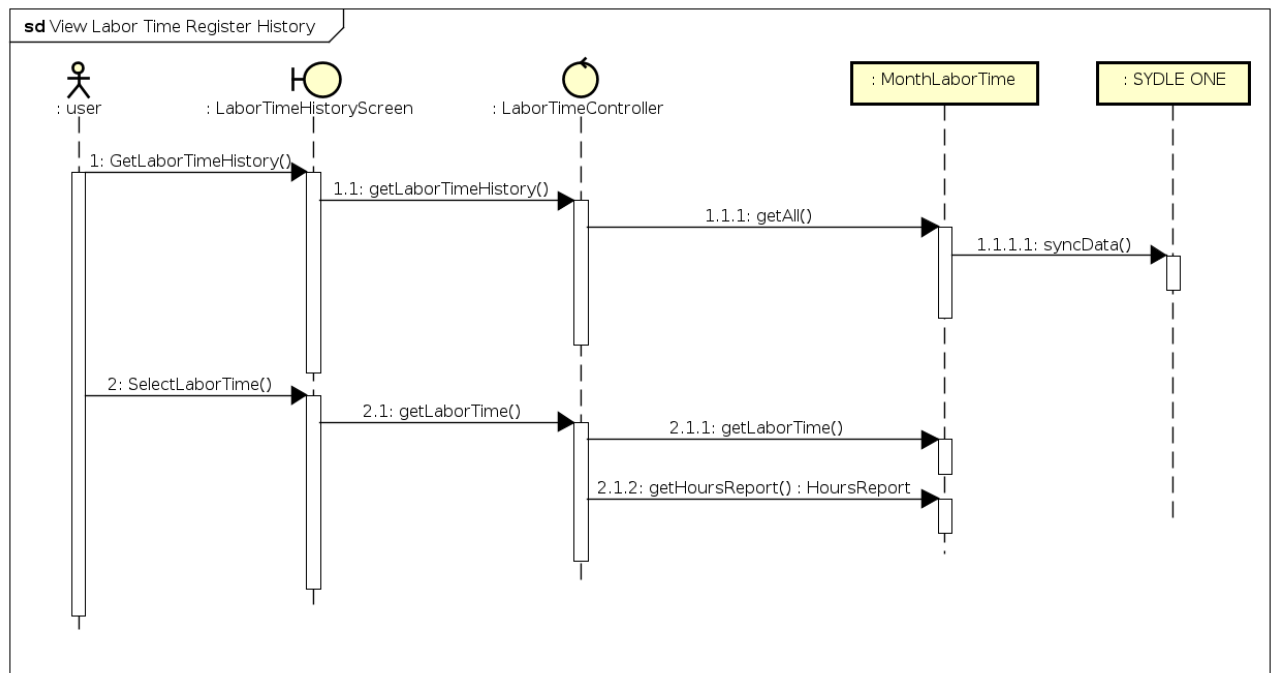 sd View Labor Time Register History
: user
: LaborTimeHistoryScreen
: LaborTimeController
: MonthLaborTime
: SYDLE ONE
1: GetLaborTimeHistory()
1.1: getLaborTimeHistory()
1.1.1: getAll()
1.1.1.1: syncData()
2: SelectLaborTime()
2.1: getLaborTime()
2.1.1: getLaborTime()
2.1.2: getHoursReport() : HoursReport